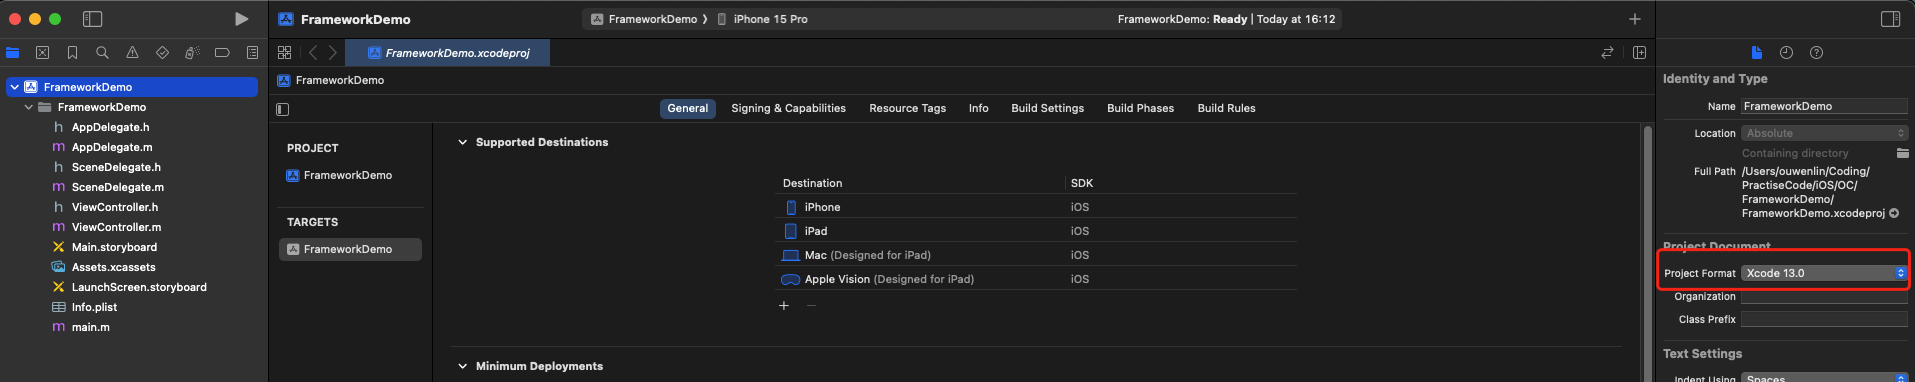 FrameworkDemo
FrameworkDemo
iPhone 15 Pro
FrameworkDemo: Ready | Today at 16:12
FrameworkDemo.xcodeproj
FrameworkDemo
FrameworkDemo
FrameworkDemo
h AppDelegate.h
m AppDelegate.m
h SceneDelegate.h
m SceneDelegate.m
h ViewController.h
m ViewController.m
Main.storyboard
Assets.xcassets
LaunchScreen.storyboard
Info.plist
m main.m
General Signing & Capabilities Resource Tags Info Build Settings Build Phases Build Rules
PROJECT
FrameworkDemo
TARGETS
FrameworkDemo
Supported Destinations
Destination SDK
iPhone iOS
iPad iOS
Mac (Designed for iPad) iOS
Apple Vision (Designed for iPad) iOS
Minimum Deployments
Identity and Type
Name FrameworkDemo
Location Absolute
Containing directory
Full Path /Users/ouwenlin/Coding/
PractiseCode/iOS/OC/
FrameworkDemo/
FrameworkDemo.xcodeproj
Project Document
Project Format Xcode 13.0
Organization
Class Prefix
Text Settings
Indent Using Spaces